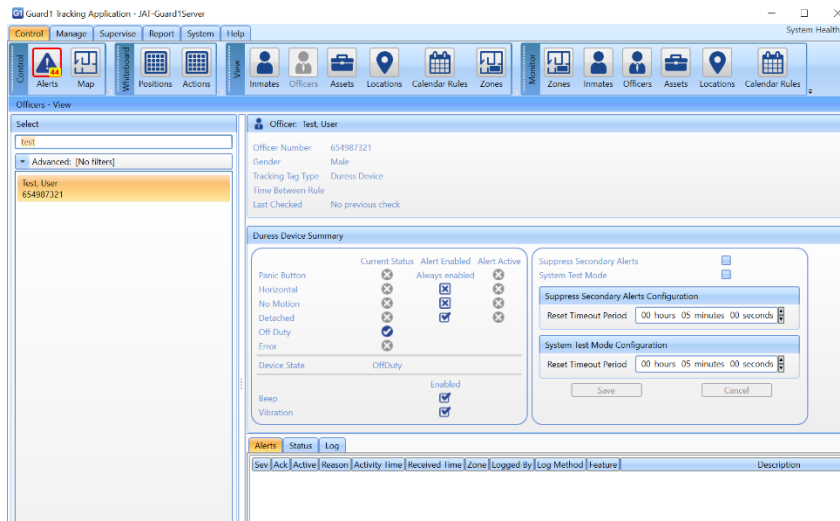 G1 Guard1 Tracking Application - JAT-Guard1Server
Control Manage Supervise Report System Help
System Health
Control
44
Alerts
Map
Whiteboard
Positions
Actions
View
Inmates
Officers
Assets
Locations
Calendar Rules
Zones
Monitor
Zones
Inmates
Officers
Assets
Locations
Calendar Rules
Officers - View
Select
test
Advanced: [No filters]
Test, User
654987321
Officer: Test, User
Officer Number 654987321
Gender Male
Tracking Tag Type Duress Device
Time Between Rule
Last Checked No previous check
Duress Device Summary
Current Status Alert Enabled Alert Active
Panic Button Always enabled
Horizontal
No Motion
Detached
Off Duty
Error
Device State OffDuty
Enabled
Beep
Vibration
Suppress Secondary Alerts
System Test Mode
Suppress Secondary Alerts Configuration
Reset Timeout Period 00 hours 05 minutes 00 seconds
System Test Mode Configuration
Reset Timeout Period 00 hours 05 minutes 00 seconds
Save Cancel
Alerts Status Log
Sev Ack Active Reason Activity Time Received Time Zone Logged By Log Method Feature Description